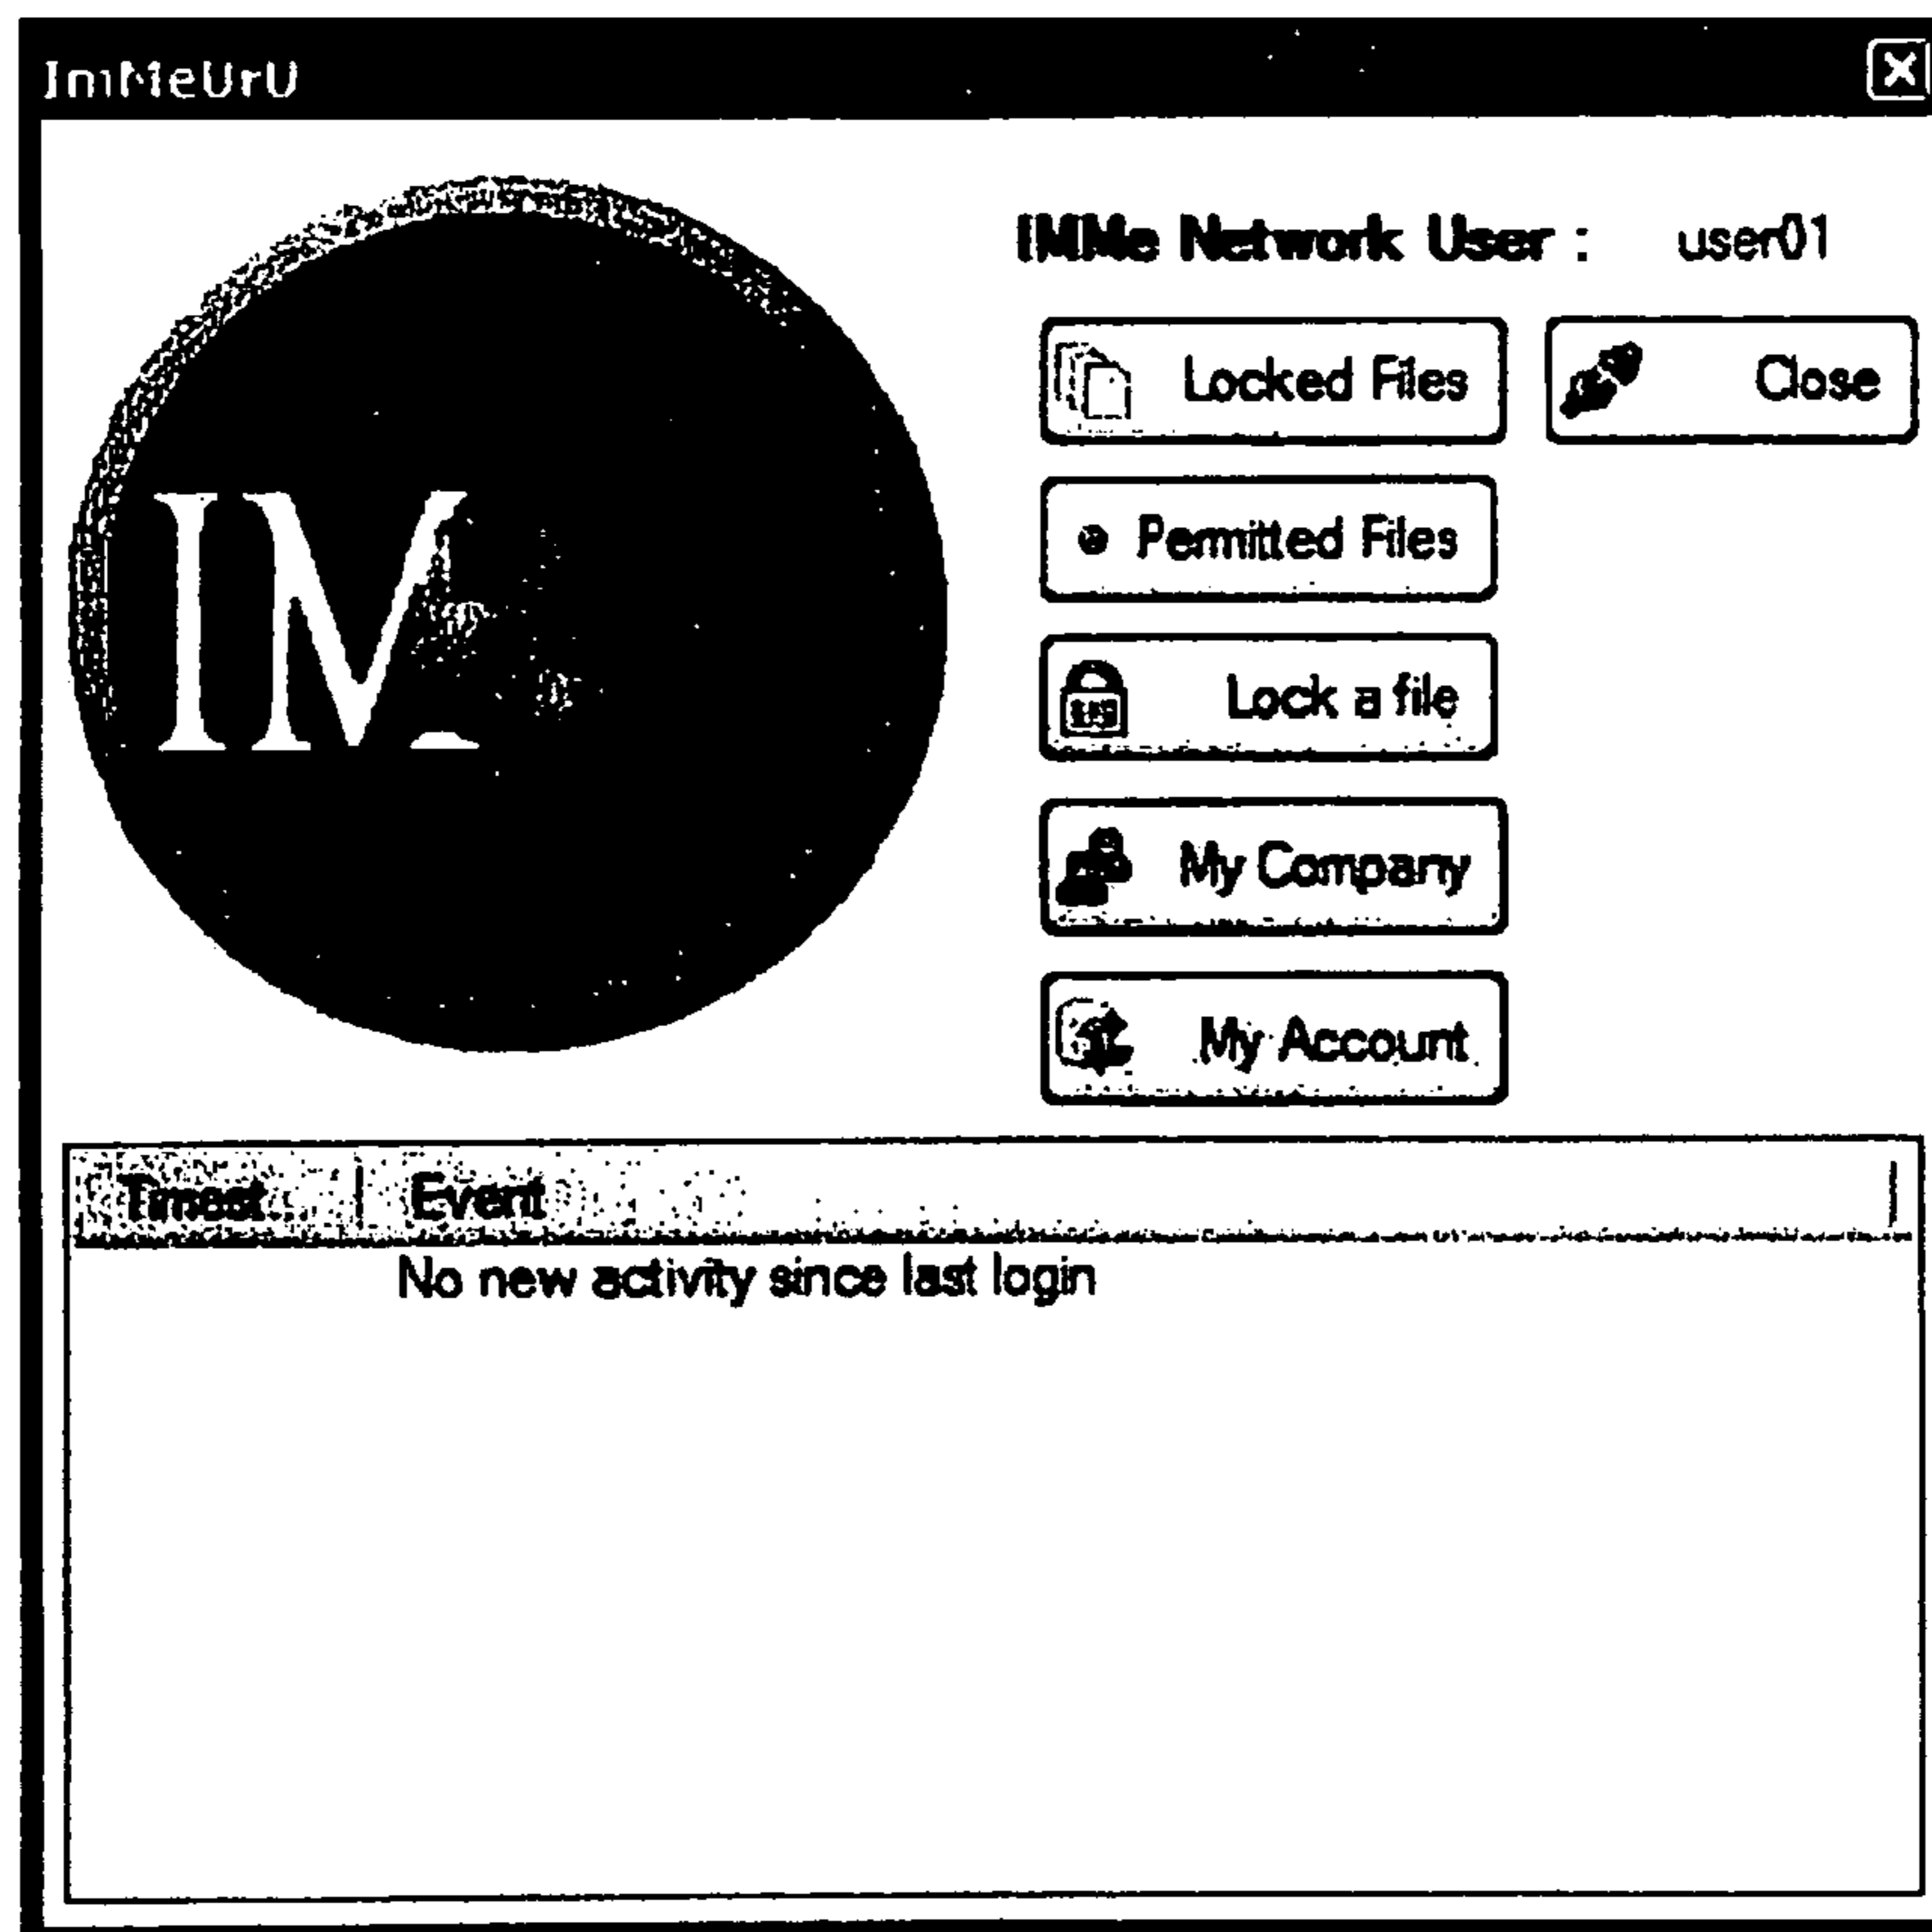 ImMeUrU
IM
IMMe Network User : user01
Locked Files
Close
Permitted Files
Lock a file
My Company
My Account
Event
No new activity since last login